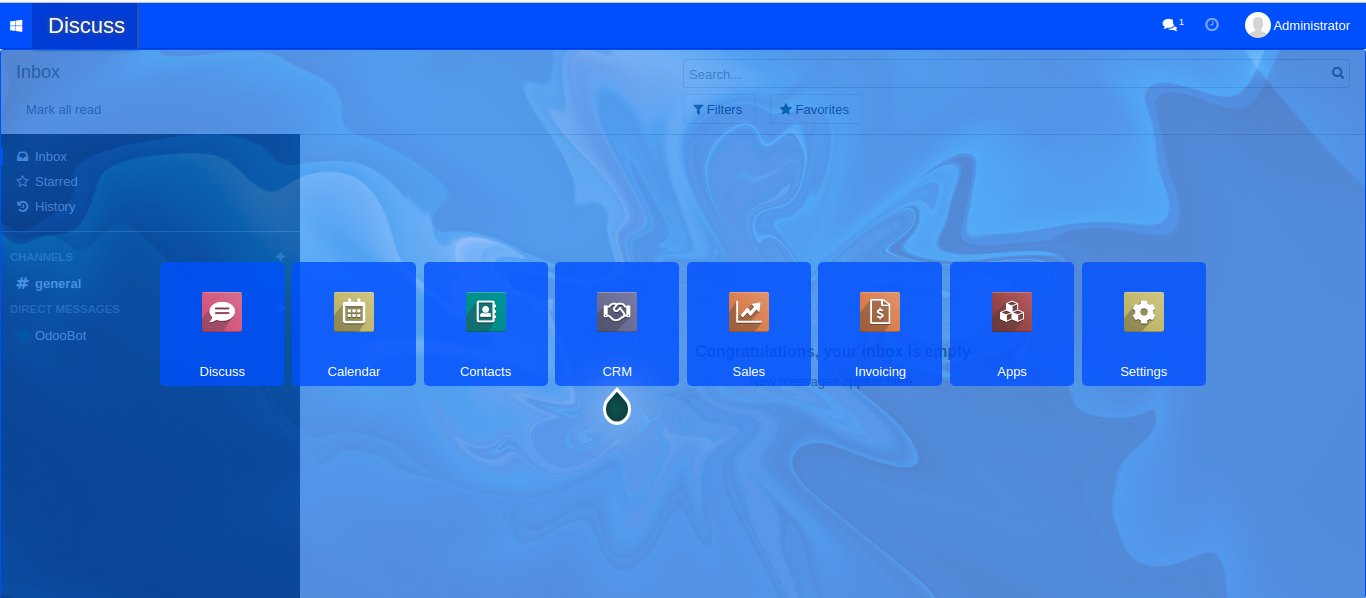 Discuss
1
Administrator
Inbox
Search...
Mark all read
Filters
Favorites
Inbox
Starred
History
CHANNELS
general
DIRECT MESSAGES
OdooBot
Congratulations, your inbox is empty
New messages appear here.
Discuss
Calendar
Contacts
CRM
Sales
Invoicing
Apps
Settings